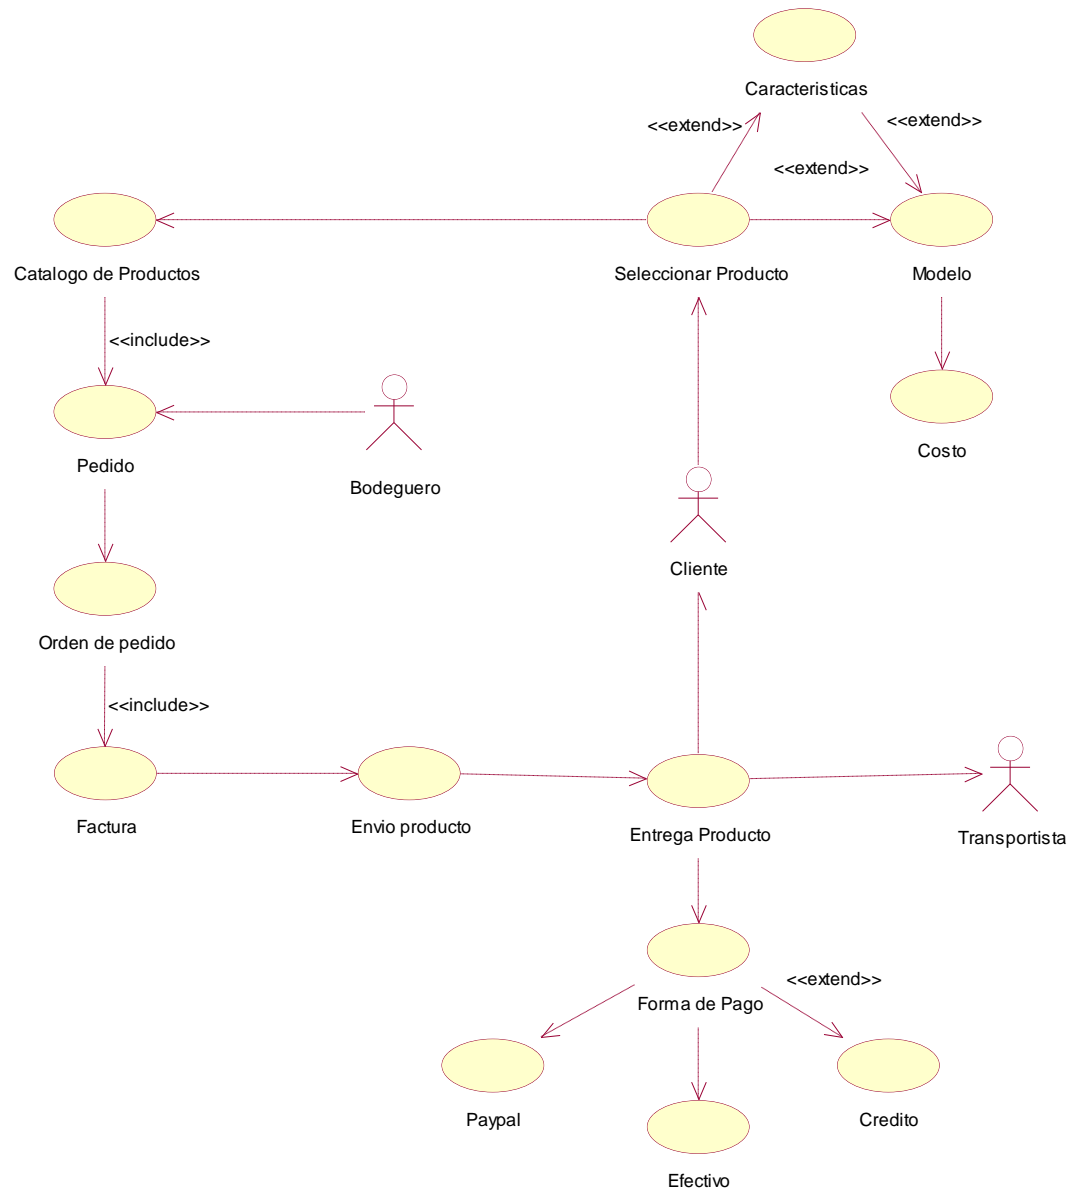 Caracteristicas
<<extend>>
<<extend>>
<<extend>>
Catalogo de Productos
Seleccionar Producto
Modelo
<<include>>
Costo
Pedido
Bodeguero
Cliente
Orden de pedido
<<include>>
Factura
Envio producto
Entrega Producto
Transportista
<<extend>>
Forma de Pago
Paypal
Credito
Efectivo